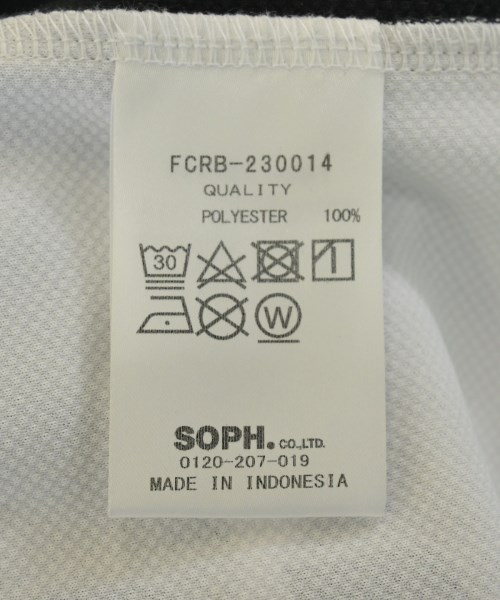 FCRB-230014
QUALITY
POLYESTER 100%
30
W
SOPH. CO.,LTD.
0120-207-019
MADE IN INDONESIA